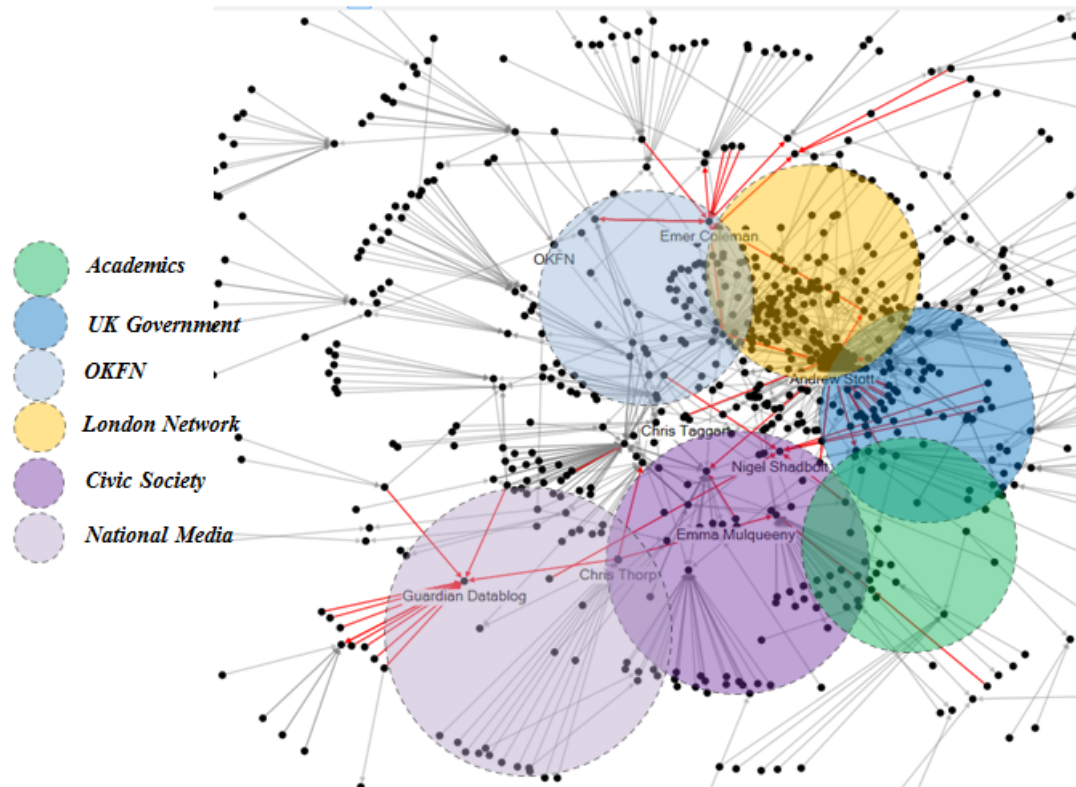 Academics
UK Government
OKFN
London Network
Civic Society
National Media
Emer Coleman
OKFN
Andrew Stott
Chris Taggart
Nigel Shadbolt
Emma Mulqueeny
Chris Thorp
Guardian Datablog